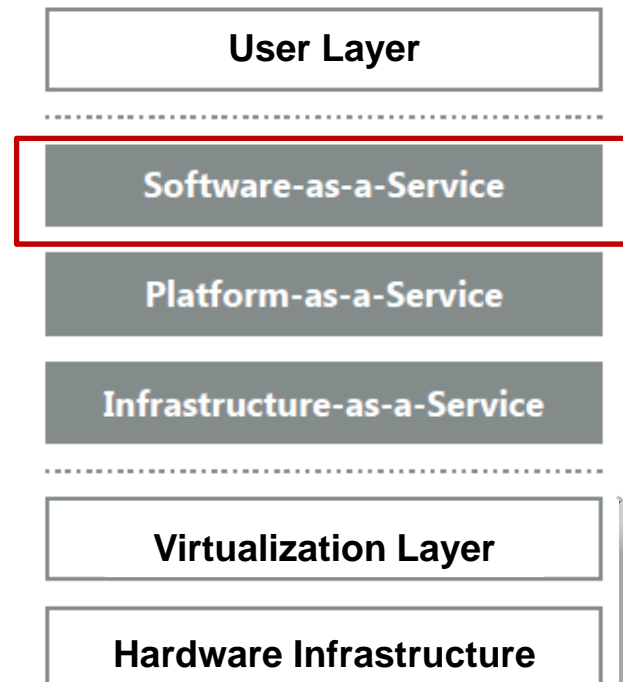 User Layer
Software-as-a-Service
Platform-as-a-Service
Infrastructure-as-a-Service
Virtualization Layer
Hardware Infrastructure